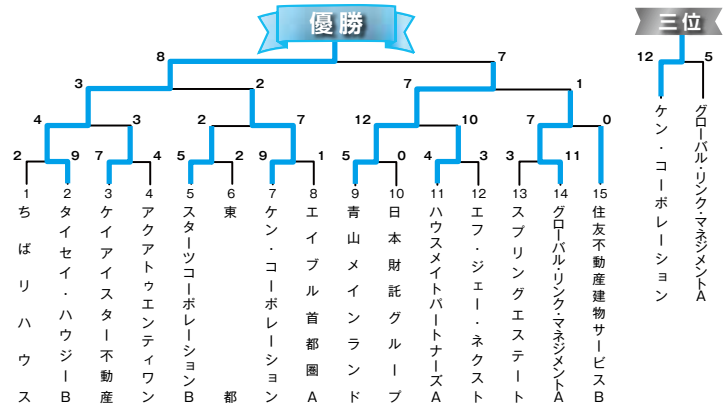 優勝
三位
8 7
12 5
3 2 7 1
4 3 2 7 12 10 7 0
2 9 7 4 5 2 9 1 5 0 4 3 3 11
1 2 3 4 5 6 7 8 9 10 11 12 13 14 15
ちばリハウス
タイセイ・ハウジーB
ケイアイスター不動産
アクアトゥエンティワン
スターツコーポレーションB
東都
ケン・コーポレーション
エイブル首都圏A
青山メインランド
日本財託グループ
ハウスメイトパートナーズA
エフ・ジェー・ネクスト
スプリングエステート
グローバル・リンク・マネジメントA
住友不動産建物サービスB
ケン・コーポレーション
グローバル・リンク・マネジメントA